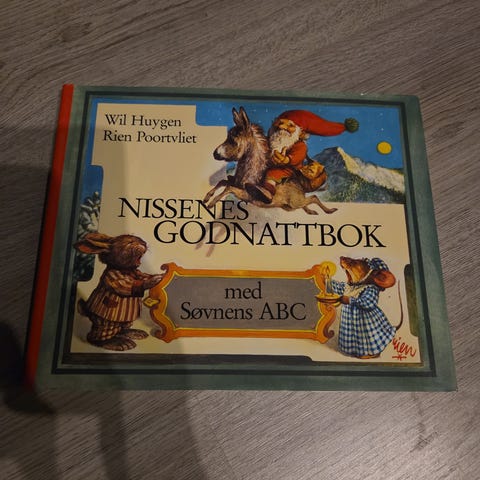 Wil Huygen
Rien Poortvliet
NISSENES
GODNATTBOK
med
Søvnens ABC
Rien